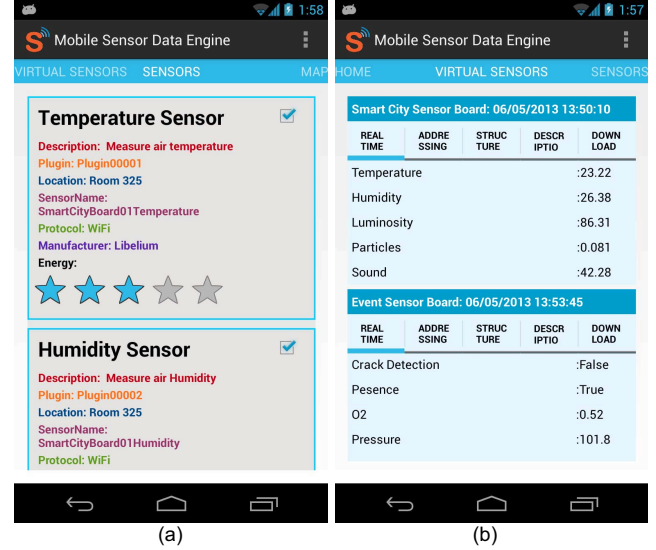 1:58
S Mobile Sensor Data Engine
VIRTUAL SENSORS SENSORS MAP
Temperature Sensor
Description: Measure air temperature
Plugin: Plugin00001
Location: Room 325
SensorName:
SmartCityBoard01Temperature
Protocol: WiFi
Manufacturer: Libelium
Energy:
Humidity Sensor
Description: Measure air Humidity
Plugin: Plugin00002
Location: Room 325
SensorName:
SmartCityBoard01Humidity
Protocol: WiFi
(a)
1:57
S Mobile Sensor Data Engine
HOME VIRTUAL SENSORS SENSORS
Smart City Sensor Board: 06/05/2013 13:50:10
REAL TIME ADDRE SSING STRUC TURE DESCR IPTIO DOWN LOAD
Temperature :23.22
Humidity :26.38
Luminosity :86.31
Particles :0.081
Sound :42.28
Event Sensor Board: 06/05/2013 13:53:45
REAL TIME ADDRE SSING STRUC TURE DESCR IPTIO DOWN LOAD
Crack Detection :False
Pesence :True
O2 :0.52
Pressure :101.8
(b)